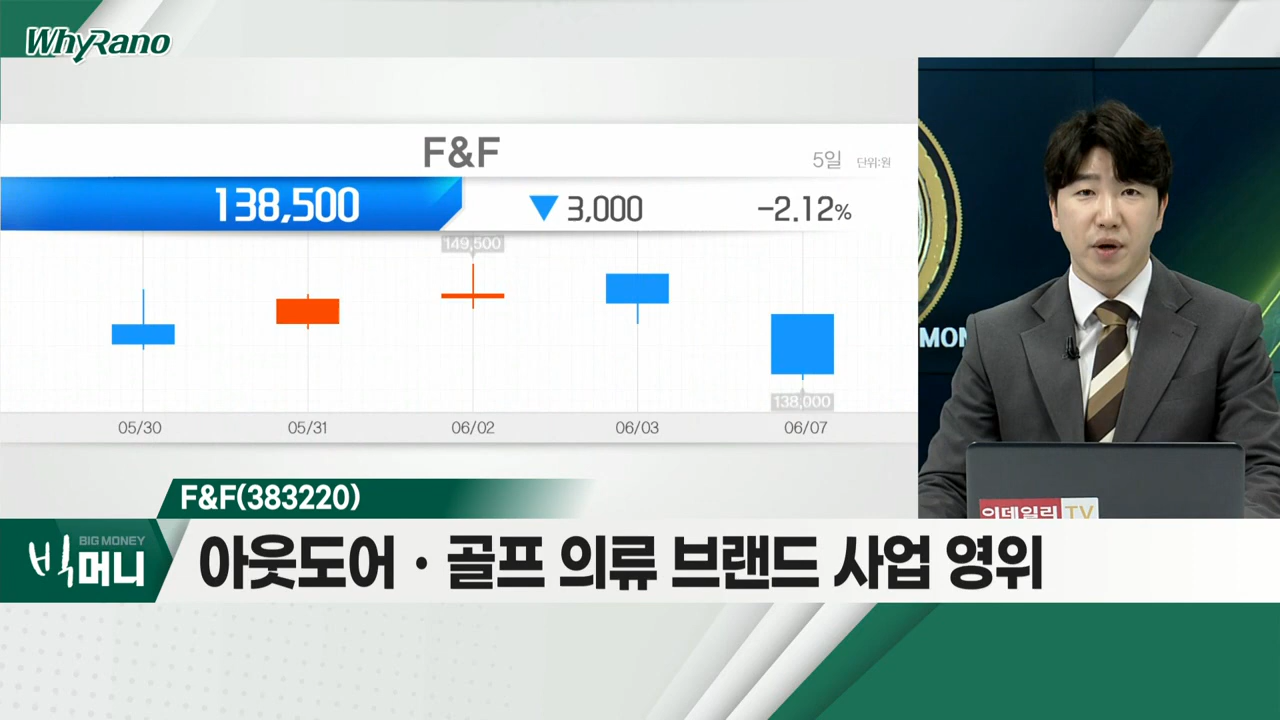 WhyRano
F&F
5일 단위:원
138,500 ▼ 3,000 -2.12%
149,500
138,000
05/30 05/31 06/02 06/03 06/07
MON
이데일리 TV
F&F(383220)
BIG MONEY
빅머니
아웃도어·골프 의류 브랜드 사업 영위